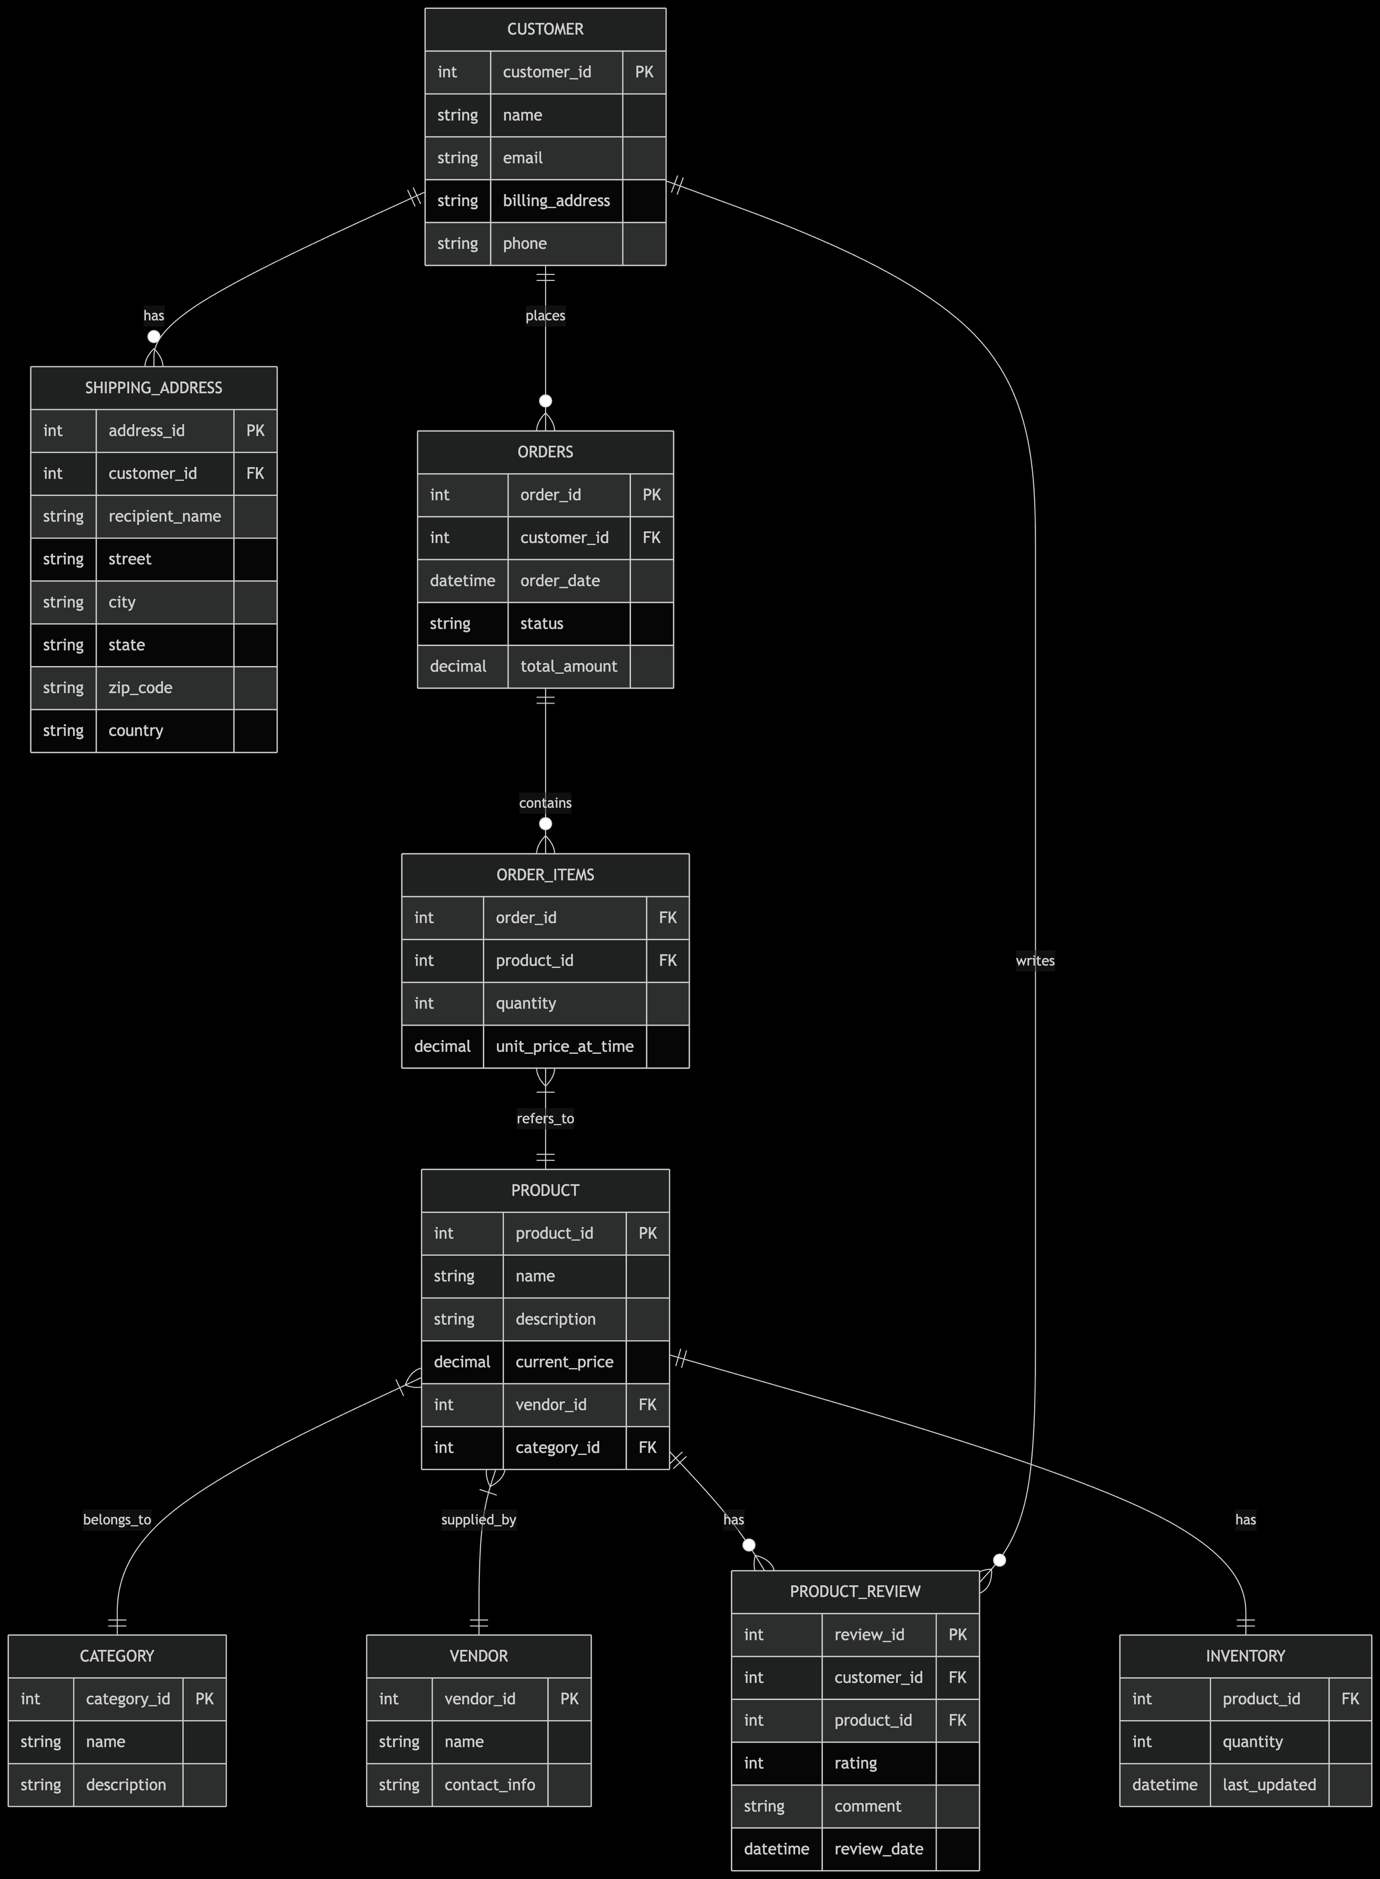 CUSTOMER
int customer_id PK
string name
string email
string billing_address
string phone
has
places
SHIPPING_ADDRESS
int address_id PK
int customer_id FK
string recipient_name
string street
string city
string state
string zip_code
string country
ORDERS
int order_id PK
int customer_id FK
datetime order_date
string status
decimal total_amount
contains
ORDER_ITEMS
int order_id FK
int product_id FK
int quantity
decimal unit_price_at_time
writes
refers_to
PRODUCT
int product_id PK
string name
string description
decimal current_price
int vendor_id FK
int category_id FK
belongs_to
supplied_by
has
has
CATEGORY
int category_id PK
string name
string description
VENDOR
int vendor_id PK
string name
string contact_info
PRODUCT_REVIEW
int review_id PK
int customer_id FK
int product_id FK
int rating
string comment
datetime review_date
INVENTORY
int product_id FK
int quantity
datetime last_updated